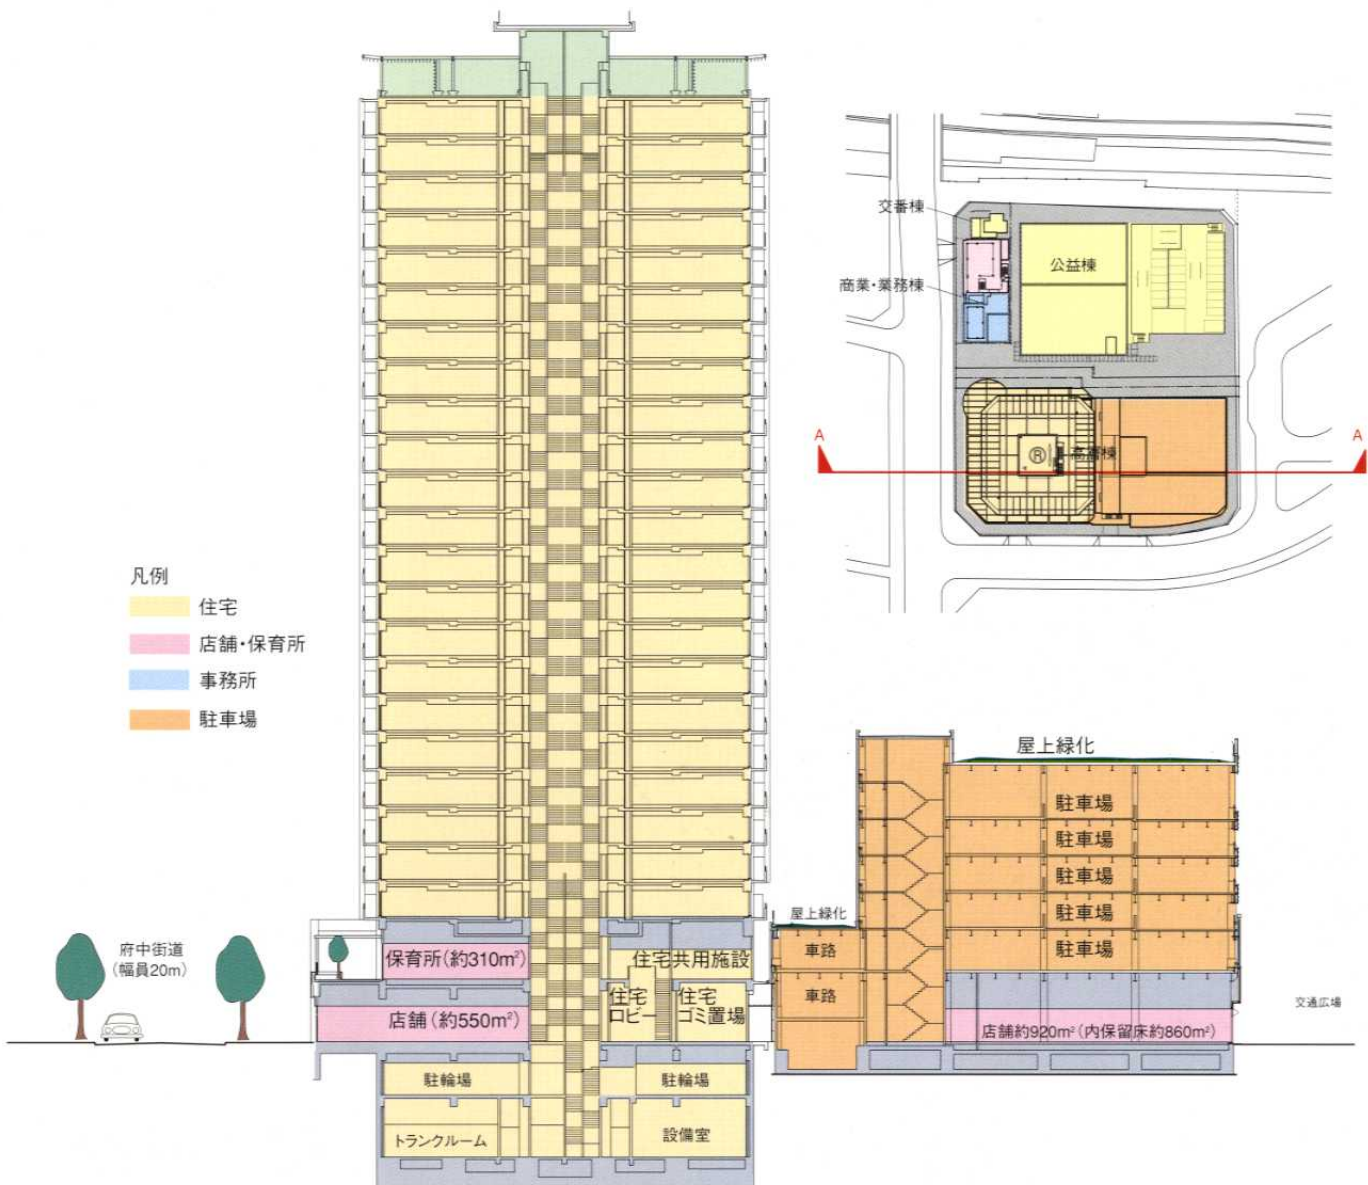 交番棟
商業・業務棟
公益棟
A
A
R
高層棟
凡例
住宅
店舗・保育所
事務所
駐車場
屋上緑化
駐車場
駐車場
駐車場
駐車場
駐車場
屋上緑化
車路
車路
府中街道
(幅員20m)
保育所(約310m²)
住宅共用施設
店舗(約550m²)
住宅
ロビー
住宅
ゴミ置場
店舗約920m²(内保留床約860m²)
交通広場
駐輪場
駐輪場
トランクルーム
設備室